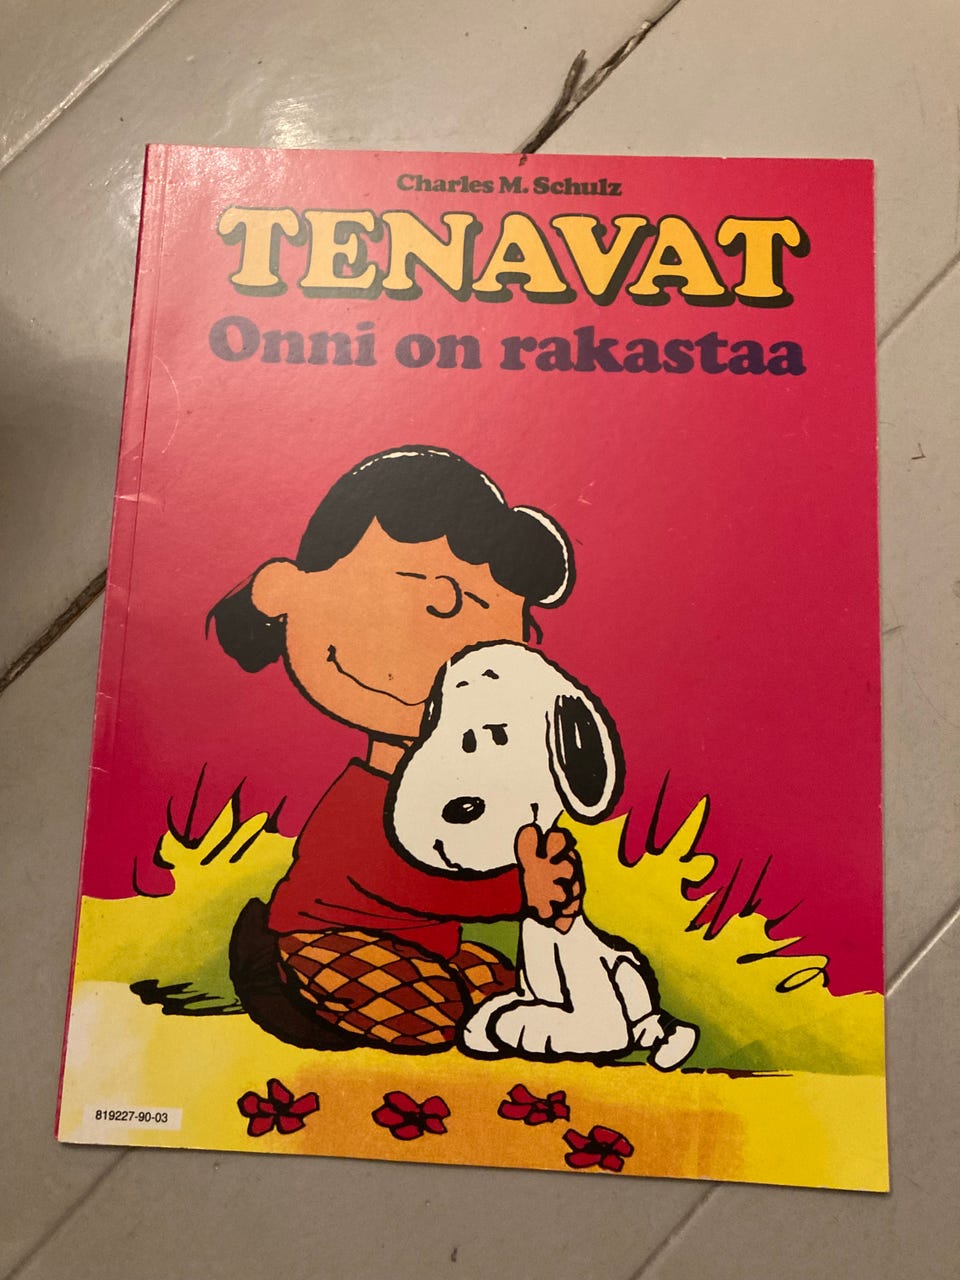 Charles M. Schulz
TENAVAT
Onni on rakastaa
819227-90-03